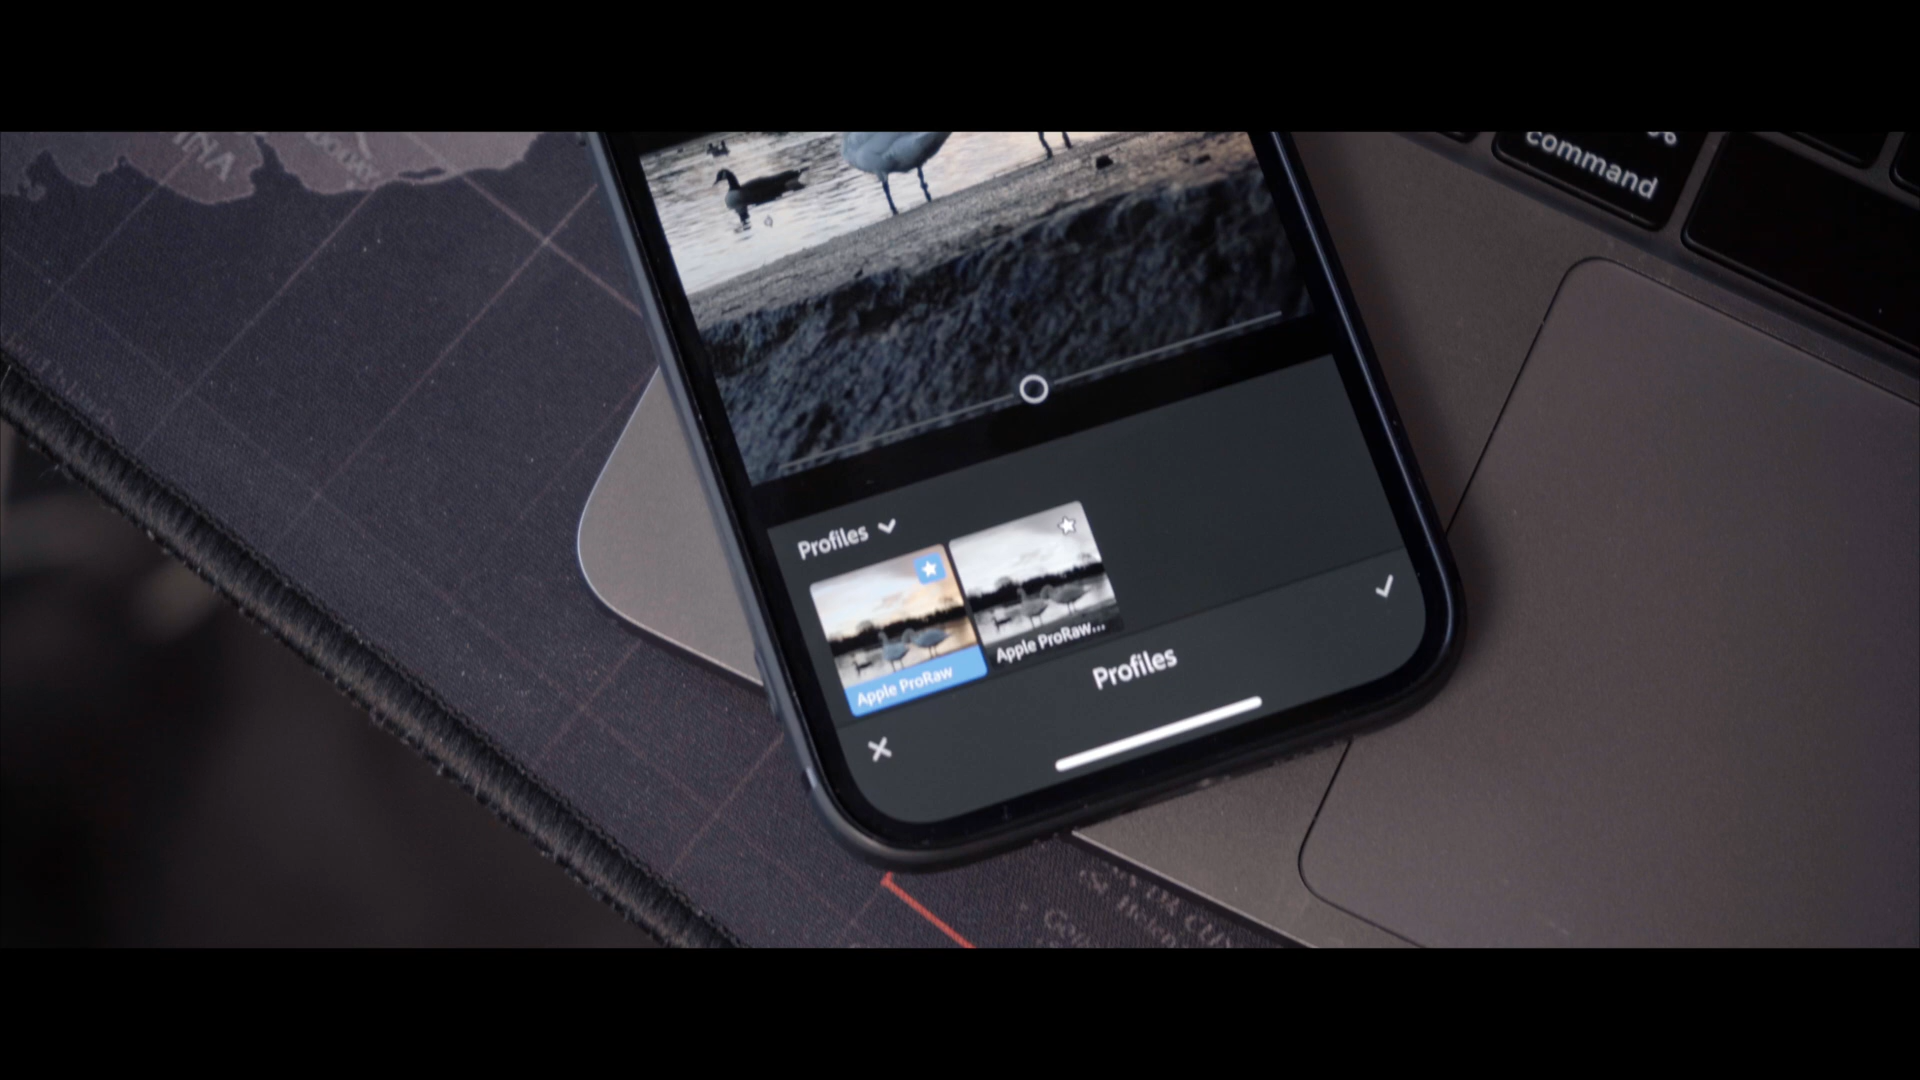 command
Profiles
Apple ProRaw
Apple ProRaw...
Profiles